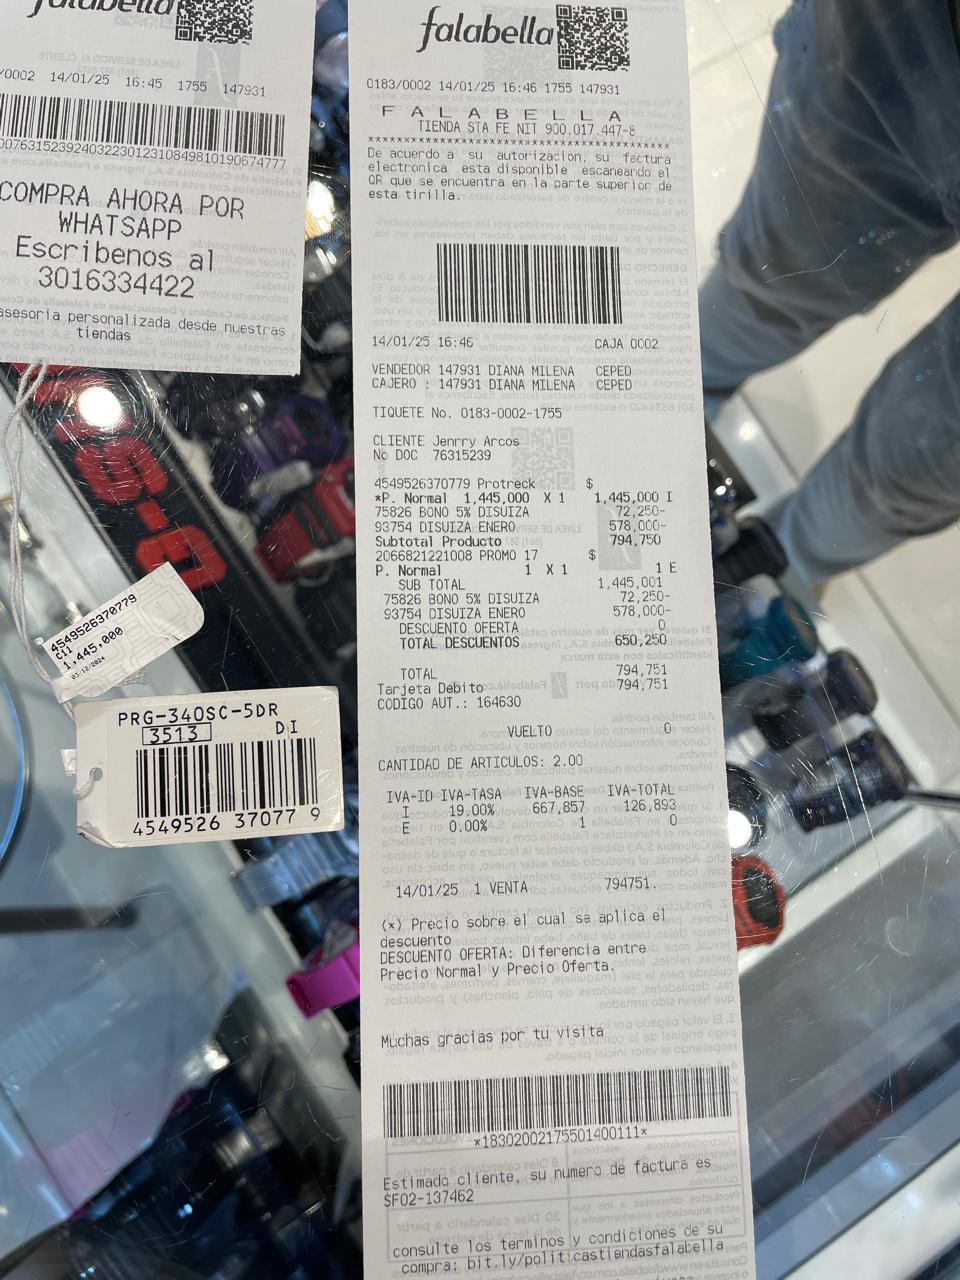 falabella
/0002 14/01/25 16:45 1755 147931
COMPRA AHORA POR
WHATSAPP
Escribenos al
3016334422
asesoria personalizada desde nuestras
tiendas
falabella
0183/0002 14/01/25 16:46 1755 147931
F A L A B E L L A
TIENDA STA FE NIT 900.017.447-8
De acuerdo a su autorizacion, su factura
electronica esta disponible escaneando el
QR que se encuentra en la parte superior de
esta tirilla.
14/01/25 16:46 CAJA 0002
VENDEDOR 147931 DIANA MILENA CEPED
CAJERO : 147931 DIANA MILENA CEPED
TIQUETE No. 0183-0002-1755
CLIENTE Jenrry Arcos
No DOC 76315239
4549526370779 Protreck $
*P. Normal 1,445,000 X 1 1,445,000 I
75826 BONO 5% DISUIZA 72,250-
93754 DISUIZA ENERO 578,000-
Subtotal Producto 794,750
2066821221008 PROMO 17 $
P. Normal 1 X 1 1 E
SUB TOTAL 1,445,001
75826 BONO 5% DISUIZA 72,250-
93754 DISUIZA ENERO 578,000-
DESCUENTO OFERTA 0
TOTAL DESCUENTOS 650,250
TOTAL 794,751
Tarjeta Debito 794,751
CODIGO AUT.: 164630
VUELTO 0
CANTIDAD DE ARTICULOS: 2.00
IVA-ID IVA-TASA IVA-BASE IVA-TOTAL
I 19.00% 667,857 126,893
E 0.00% 1 0
14/01/25 1 VENTA 794751.
(*) Precio sobre el cual se aplica el
descuento
DESCUENTO OFERTA: Diferencia entre
Precio Normal y Precio Oferta.
Muchas gracias por tu visita
*18302002175501400111*
Estimado cliente, su numero de factura es
SF02-137462
consulte los terminos y condiciones de su
compra: bit.ly/politicastiendasfalabella
4549526370779
1,445,000
03/12/2024
PRG-340SC-5DR
3513 DI
4549526 37077 9